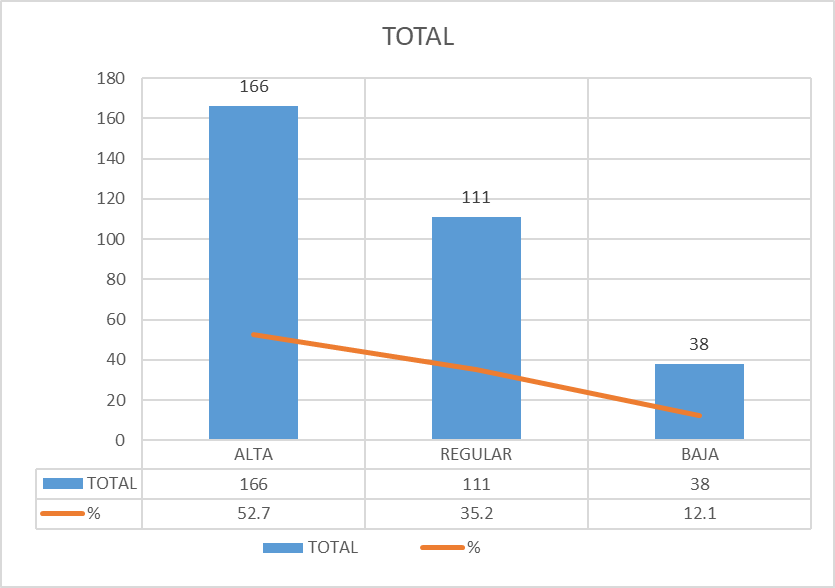 TOTAL
180
166
160
140
120
111
100
80
60
38
40
20
0
ALTA REGULAR BAJA
TOTAL 166 111 38
% 52.7 35.2 12.1
TOTAL %